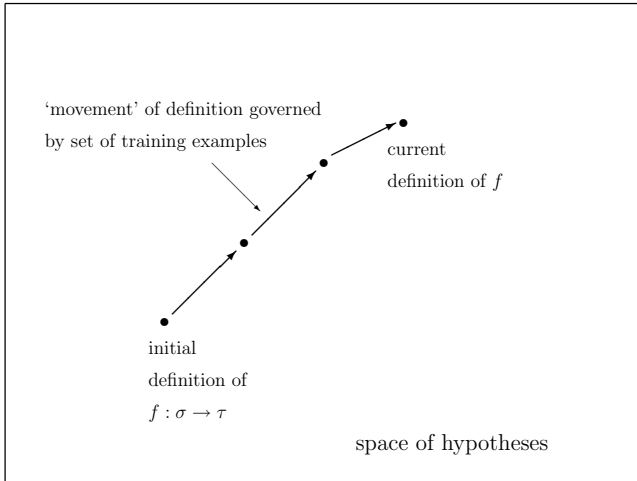 ‘movement’ of definition governed
by set of training examples
current
definition of f
initial
definition of
f : σ → τ
space of hypotheses